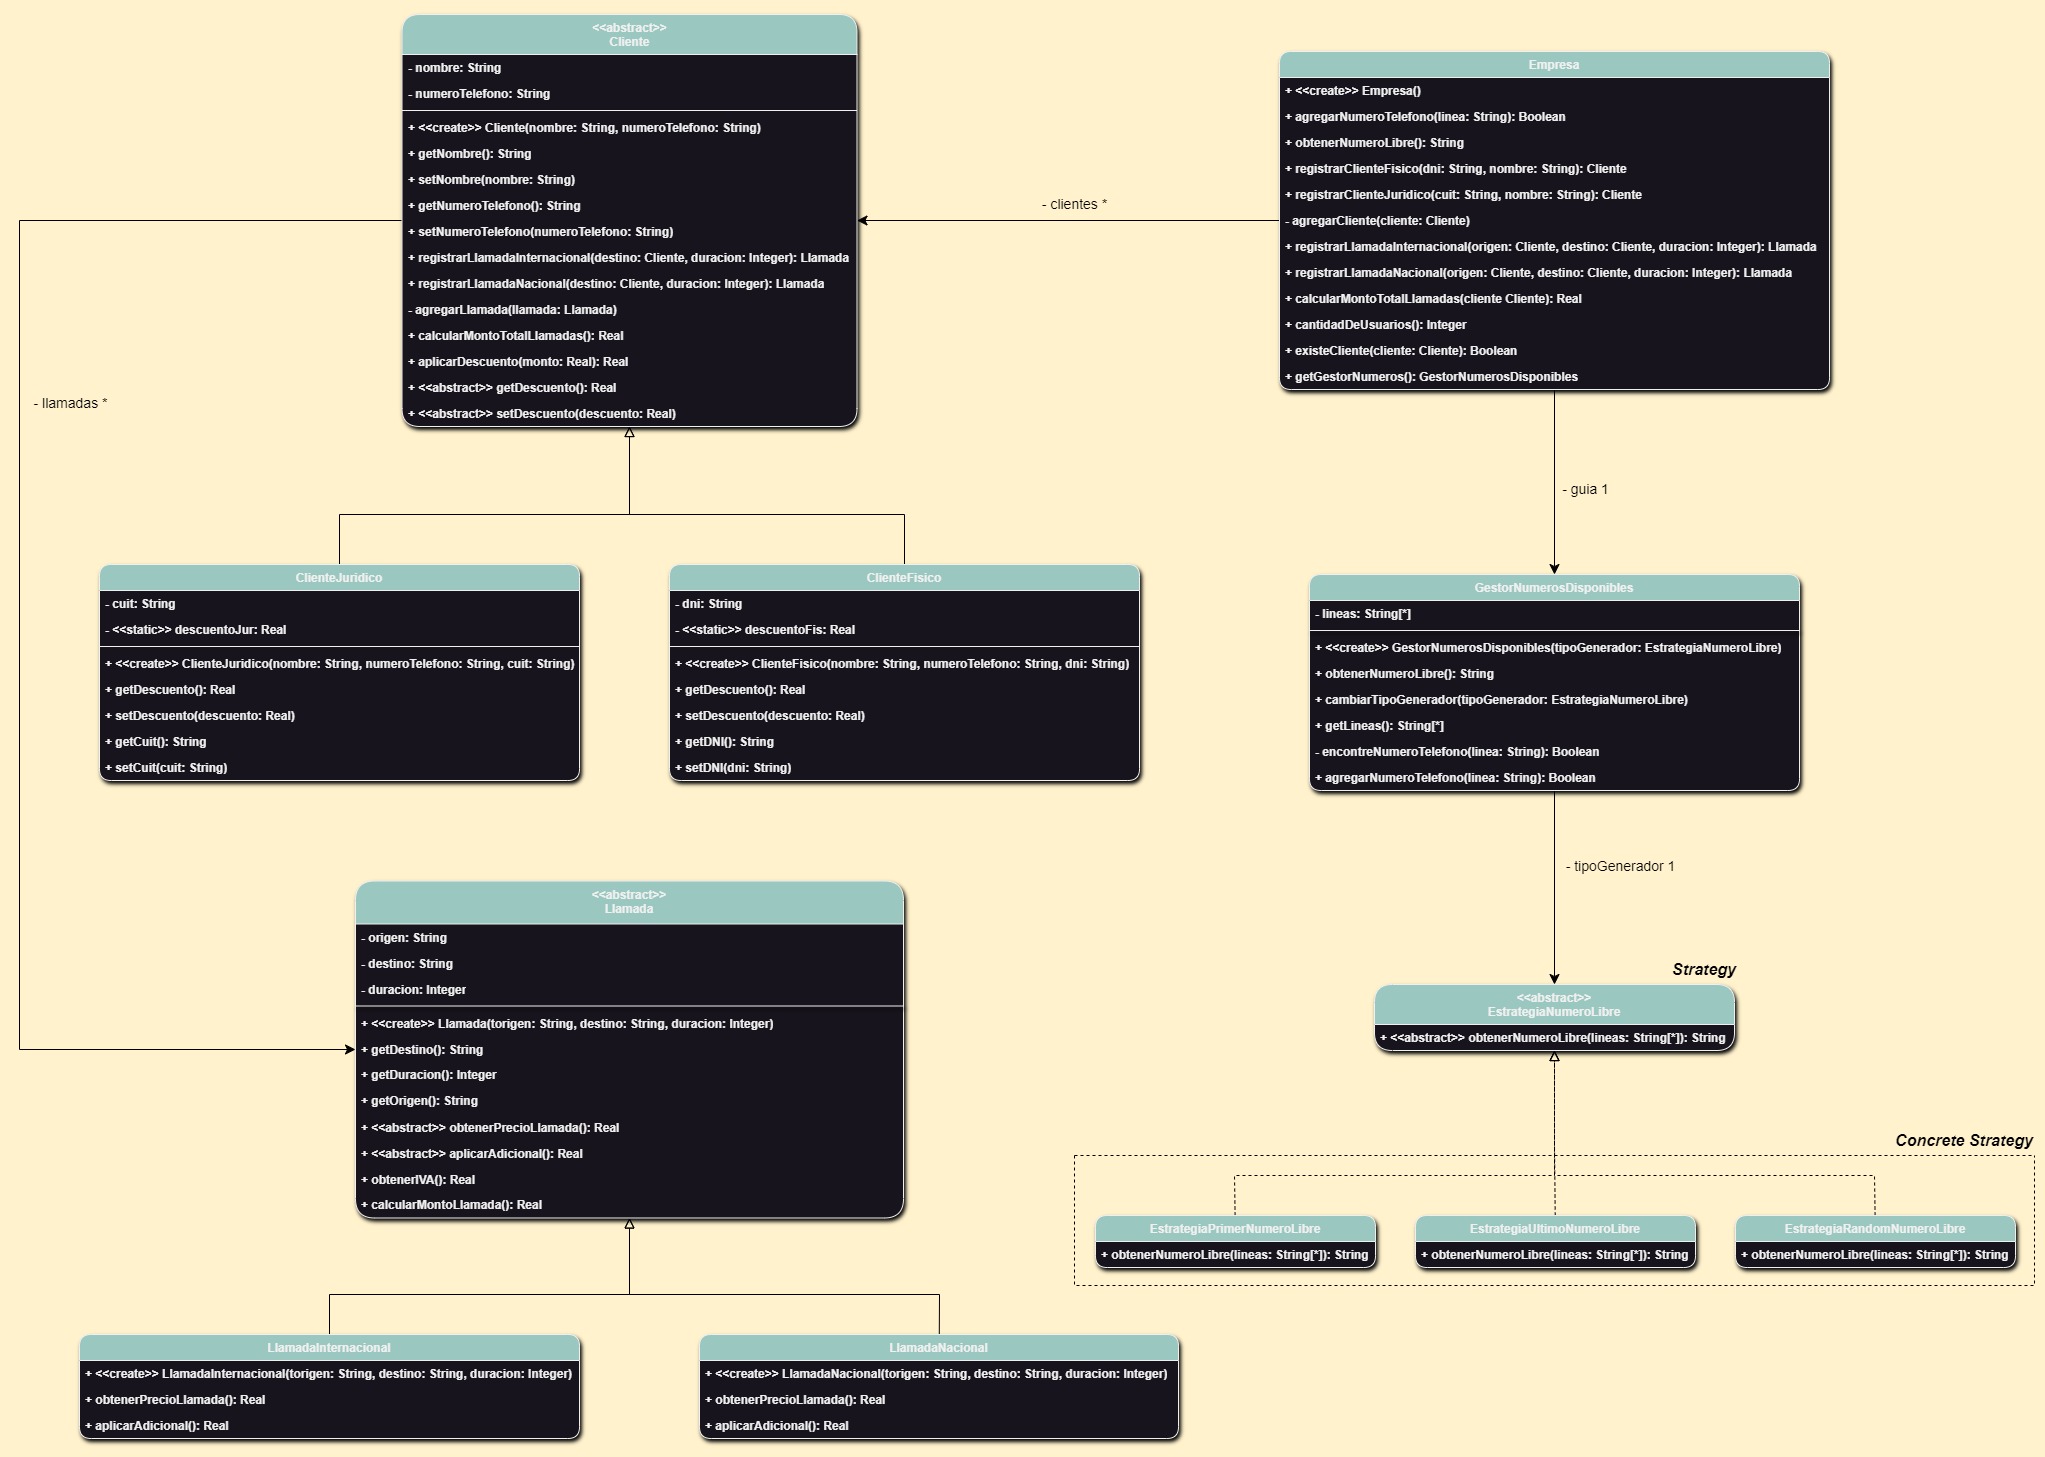 <<abstract>>
Cliente
- nombre: String
- numeroTelefono: String
+ <<create>> Cliente(nombre: String, numeroTelefono: String)
+ getNombre(): String
+ setNombre(nombre: String)
+ getNumeroTelefono(): String
+ setNumeroTelefono(numeroTelefono: String)
+ registrarLlamadaInternacional(destino: Cliente, duracion: Integer): Llamada
+ registrarLlamadaNacional(destino: Cliente, duracion: Integer): Llamada
- agregarLlamada(llamada: Llamada)
+ calcularMontoTotalLlamadas(): Real
+ aplicarDescuento(monto: Real): Real
+ <<abstract>> getDescuento(): Real
+ <<abstract>> setDescuento(descuento: Real)
- clientes *
Empresa
+ <<create>> Empresa()
+ agregarNumeroTelefono(linea: String): Boolean
+ obtenerNumeroLibre(): String
+ registrarClienteFisico(dni: String, nombre: String): Cliente
+ registrarClienteJuridico(cuit: String, nombre: String): Cliente
- agregarCliente(cliente: Cliente)
+ registrarLlamadaInternacional(origen: Cliente, destino: Cliente, duracion: Integer): Llamada
+ registrarLlamadaNacional(origen: Cliente, destino: Cliente, duracion: Integer): Llamada
+ calcularMontoTotalLlamadas(cliente Cliente): Real
+ cantidadDeUsuarios(): Integer
+ existeCliente(cliente: Cliente): Boolean
+ getGestorNumeros(): GestorNumerosDisponibles
- llamadas *
- guia 1
ClienteJuridico
- cuit: String
- <<static>> descuentoJur: Real
+ <<create>> ClienteJuridico(nombre: String, numeroTelefono: String, cuit: String)
+ getDescuento(): Real
+ setDescuento(descuento: Real)
+ getCuit(): String
+ setCuit(cuit: String)
ClienteFisico
- dni: String
- <<static>> descuentoFis: Real
+ <<create>> ClienteFisico(nombre: String, numeroTelefono: String, dni: String)
+ getDescuento(): Real
+ setDescuento(descuento: Real)
+ getDNI(): String
+ setDNI(dni: String)
GestorNumerosDisponibles
- lineas: String[*]
+ <<create>> GestorNumerosDisponibles(tipoGenerador: EstrategiaNumeroLibre)
+ obtenerNumeroLibre(): String
+ cambiarTipoGenerador(tipoGenerador: EstrategiaNumeroLibre)
+ getLineas(): String[*]
- encontreNumeroTelefono(linea: String): Boolean
+ agregarNumeroTelefono(linea: String): Boolean
- tipoGenerador 1
<<abstract>>
Llamada
- origen: String
- destino: String
- duracion: Integer
+ <<create>> Llamada(torigen: String, destino: String, duracion: Integer)
+ getDestino(): String
+ getDuracion(): Integer
+ getOrigen(): String
+ <<abstract>> obtenerPrecioLlamada(): Real
+ <<abstract>> aplicarAdicional(): Real
+ obtenerIVA(): Real
+ calcularMontoLlamada(): Real
Strategy
<<abstract>>
EstrategiaNumeroLibre
+ <<abstract>> obtenerNumeroLibre(lineas: String[*]): String
Concrete Strategy
EstrategiaPrimerNumeroLibre
+ obtenerNumeroLibre(lineas: String[*]): String
EstrategiaUltimoNumeroLibre
+ obtenerNumeroLibre(lineas: String[*]): String
EstrategiaRandomNumeroLibre
+ obtenerNumeroLibre(lineas: String[*]): String
LlamadaInternacional
+ <<create>> LlamadaInternacional(torigen: String, destino: String, duracion: Integer)
+ obtenerPrecioLlamada(): Real
+ aplicarAdicional(): Real
LlamadaNacional
+ <<create>> LlamadaNacional(torigen: String, destino: String, duracion: Integer)
+ obtenerPrecioLlamada(): Real
+ aplicarAdicional(): Real